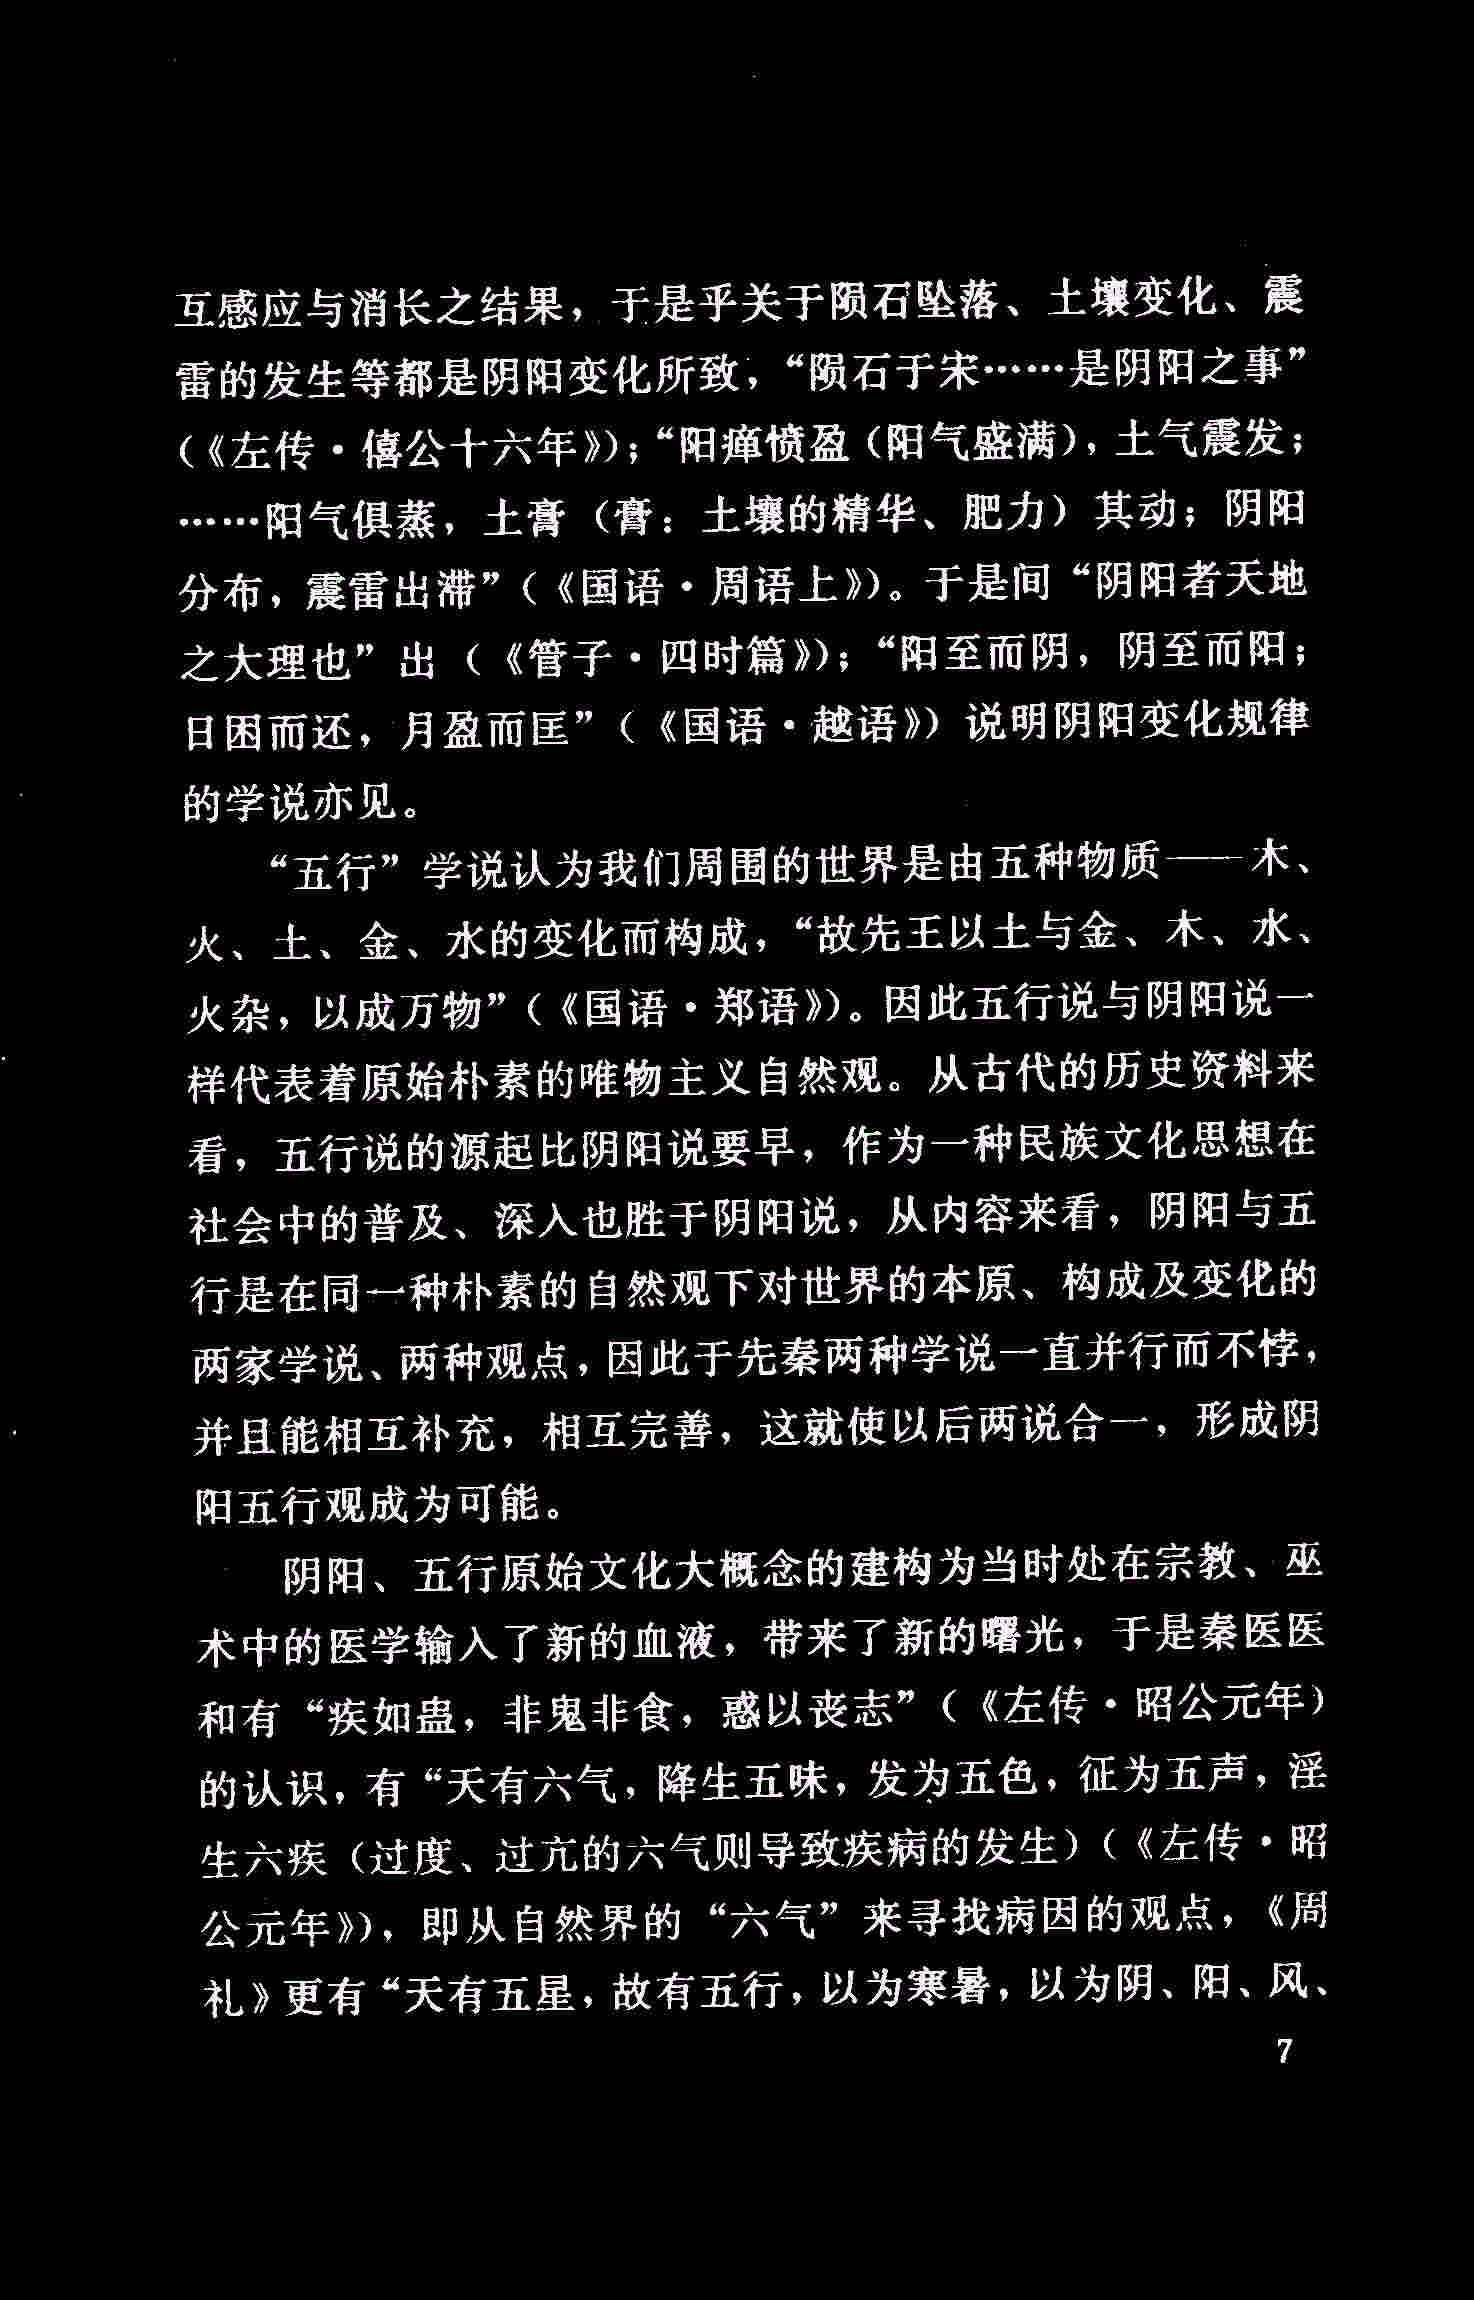 互感应与消长之结果，于是乎关于陨石坠落、土壤变化、震
雷的发生等都是阴阳变化所致，“陨石于宋……是阴阳之事”
（《左传·僖公十六年》）；“阳瘅愤盈（阳气盛满），土气震发；
……阳气俱蒸，土膏（膏：土壤的精华、肥力）其动；阴阳
分布，震雷出滞”（《国语·周语上》）。于是间“阴阳者天地
之大理也”出（《管子·四时篇》）；“阳至而阴，阴至而阳；
日困而还，月盈而匡”（《国语·越语》）说明阴阳变化规律
的学说亦见。
“五行”学说认为我们周围的世界是由五种物质——木、
火、土、金、水的变化而构成，“故先王以土与金、木、水、
火杂，以成万物”（《国语·郑语》）。因此五行说与阴阳说一
样代表着原始朴素的唯物主义自然观。从古代的历史资料来
看，五行说的源起比阴阳说要早，作为一种民族文化思想在
社会中的普及、深入也胜于阴阳说，从内容来看，阴阳与五
行是在同一种朴素的自然观下对世界的本原、构成及变化的
两家学说、两种观点，因此于先秦两种学说一直并行而不悖，
并且能相互补充，相互完善，这就使以后两说合一，形成阴
阳五行观成为可能。
阴阳、五行原始文化大概念的建构为当时处在宗教、巫
术中的医学输入了新的血液，带来了新的曙光，于是秦医医
和有“疾如蛊，非鬼非食，惑以丧志”（《左传·昭公元年）
的认识，有“天有六气，降生五味，发为五色，征为五声，淫
生六疾（过度、过亢的六气则导致疾病的发生）（《左传·昭
公元年》），即从自然界的“六气”来寻找病因的观点，《周
礼》更有“天有五星，故有五行，以为寒暑，以为阴、阳、风、
7